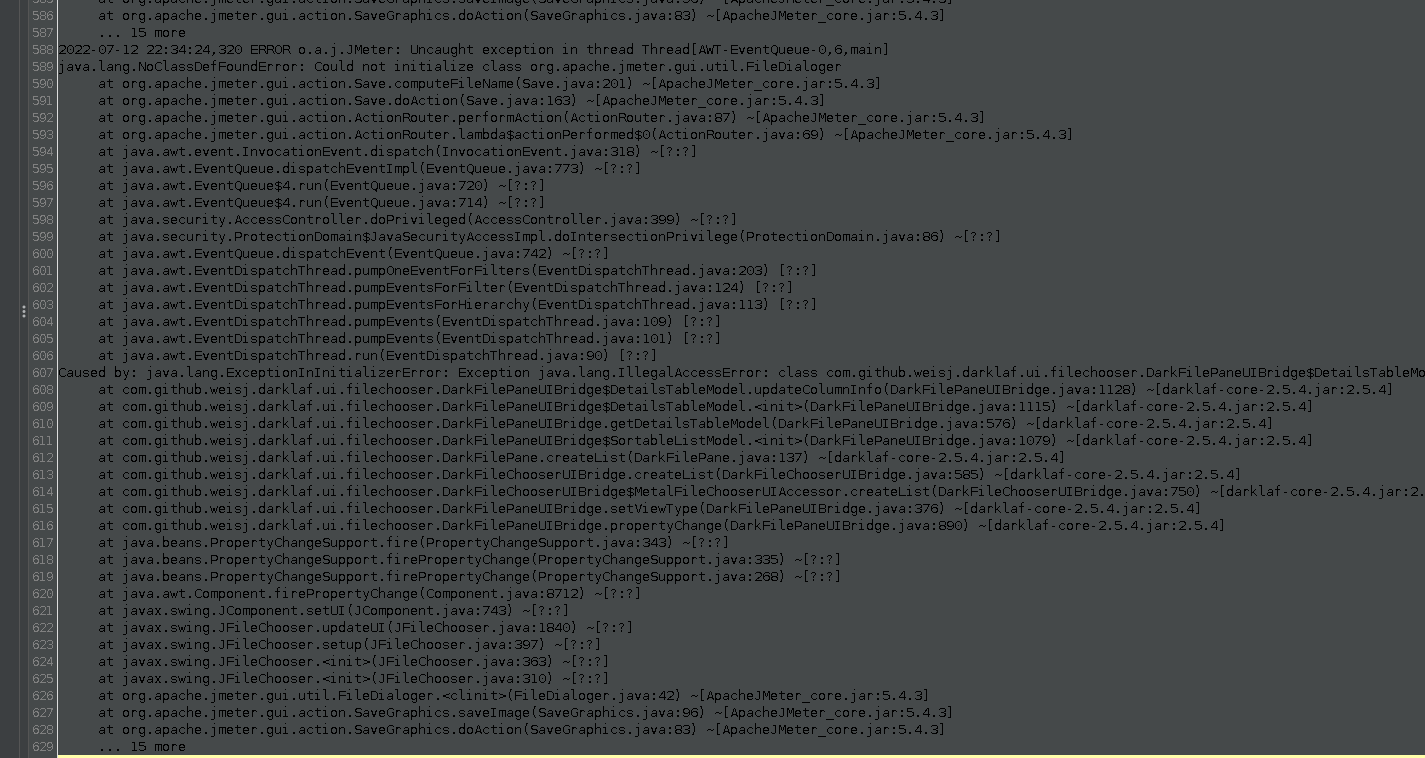 586 at org.apache.jmeter.gui.action.SaveGraphics.doAction(SaveGraphics.java:83) ~[ApacheJMeter_core.jar:5.4.3]
587 ... 15 more
588 2022-07-12 22:34:24,320 ERROR o.a.j.JMeter: Uncaught exception in thread Thread[AWT-EventQueue-0,6,main]
589 java.lang.NoClassDefFoundError: Could not initialize class org.apache.jmeter.gui.util.FileDialoger
590 at org.apache.jmeter.gui.action.Save.computeFileName(Save.java:201) ~[ApacheJMeter_core.jar:5.4.3]
591 at org.apache.jmeter.gui.action.Save.doAction(Save.java:163) ~[ApacheJMeter_core.jar:5.4.3]
592 at org.apache.jmeter.gui.action.ActionRouter.performAction(ActionRouter.java:87) ~[ApacheJMeter_core.jar:5.4.3]
593 at org.apache.jmeter.gui.action.ActionRouter.lambda$actionPerformed$0(ActionRouter.java:69) ~[ApacheJMeter_core.jar:5.4.3]
594 at java.awt.event.InvocationEvent.dispatch(InvocationEvent.java:318) ~[?:?]
595 at java.awt.EventQueue.dispatchEventImpl(EventQueue.java:773) ~[?:?]
596 at java.awt.EventQueue$4.run(EventQueue.java:720) ~[?:?]
597 at java.awt.EventQueue$4.run(EventQueue.java:714) ~[?:?]
598 at java.security.AccessController.doPrivileged(AccessController.java:399) ~[?:?]
599 at java.security.ProtectionDomain$JavaSecurityAccessImpl.doIntersectionPrivilege(ProtectionDomain.java:86) ~[?:?]
600 at java.awt.EventQueue.dispatchEvent(EventQueue.java:742) ~[?:?]
601 at java.awt.EventDispatchThread.pumpOneEventForFilters(EventDispatchThread.java:203) [?:?]
602 at java.awt.EventDispatchThread.pumpEventsForFilter(EventDispatchThread.java:124) [?:?]
603 at java.awt.EventDispatchThread.pumpEventsForHierarchy(EventDispatchThread.java:113) [?:?]
604 at java.awt.EventDispatchThread.pumpEvents(EventDispatchThread.java:109) [?:?]
605 at java.awt.EventDispatchThread.pumpEvents(EventDispatchThread.java:101) [?:?]
606 at java.awt.EventDispatchThread.run(EventDispatchThread.java:90) [?:?]
607 Caused by: java.lang.ExceptionInInitializerError: Exception java.lang.IllegalAccessError: class com.github.weisj.darklaf.ui.filechooser.DarkFilePaneUIBridge$DetailsTableMo
608 at com.github.weisj.darklaf.ui.filechooser.DarkFilePaneUIBridge$DetailsTableModel.updateColumnInfo(DarkFilePaneUIBridge.java:1128) ~[darklaf-core-2.5.4.jar:2.5.4]
609 at com.github.weisj.darklaf.ui.filechooser.DarkFilePaneUIBridge$DetailsTableModel.<init>(DarkFilePaneUIBridge.java:1115) ~[darklaf-core-2.5.4.jar:2.5.4]
610 at com.github.weisj.darklaf.ui.filechooser.DarkFilePaneUIBridge.getDetailsTableModel(DarkFilePaneUIBridge.java:576) ~[darklaf-core-2.5.4.jar:2.5.4]
611 at com.github.weisj.darklaf.ui.filechooser.DarkFilePaneUIBridge$SortableListModel.<init>(DarkFilePaneUIBridge.java:1079) ~[darklaf-core-2.5.4.jar:2.5.4]
612 at com.github.weisj.darklaf.ui.filechooser.DarkFilePane.createList(DarkFilePane.java:137) ~[darklaf-core-2.5.4.jar:2.5.4]
613 at com.github.weisj.darklaf.ui.filechooser.DarkFileChooserUIBridge.createList(DarkFileChooserUIBridge.java:585) ~[darklaf-core-2.5.4.jar:2.5.4]
614 at com.github.weisj.darklaf.ui.filechooser.DarkFileChooserUIBridge$MetalFileChooserUIAccessor.createList(DarkFileChooserUIBridge.java:750) ~[darklaf-core-2.5.4.jar:2.
615 at com.github.weisj.darklaf.ui.filechooser.DarkFilePaneUIBridge.setViewType(DarkFilePaneUIBridge.java:376) ~[darklaf-core-2.5.4.jar:2.5.4]
616 at com.github.weisj.darklaf.ui.filechooser.DarkFilePaneUIBridge.propertyChange(DarkFilePaneUIBridge.java:890) ~[darklaf-core-2.5.4.jar:2.5.4]
617 at java.beans.PropertyChangeSupport.fire(PropertyChangeSupport.java:343) ~[?:?]
618 at java.beans.PropertyChangeSupport.firePropertyChange(PropertyChangeSupport.java:335) ~[?:?]
619 at java.beans.PropertyChangeSupport.firePropertyChange(PropertyChangeSupport.java:268) ~[?:?]
620 at java.awt.Component.firePropertyChange(Component.java:8712) ~[?:?]
621 at javax.swing.JComponent.setUI(JComponent.java:743) ~[?:?]
622 at javax.swing.JFileChooser.updateUI(JFileChooser.java:1840) ~[?:?]
623 at javax.swing.JFileChooser.setup(JFileChooser.java:397) ~[?:?]
624 at javax.swing.JFileChooser.<init>(JFileChooser.java:363) ~[?:?]
625 at javax.swing.JFileChooser.<init>(JFileChooser.java:310) ~[?:?]
626 at org.apache.jmeter.gui.util.FileDialoger.<clinit>(FileDialoger.java:42) ~[ApacheJMeter_core.jar:5.4.3]
627 at org.apache.jmeter.gui.action.SaveGraphics.saveImage(SaveGraphics.java:96) ~[ApacheJMeter_core.jar:5.4.3]
628 at org.apache.jmeter.gui.action.SaveGraphics.doAction(SaveGraphics.java:83) ~[ApacheJMeter_core.jar:5.4.3]
629 ... 15 more